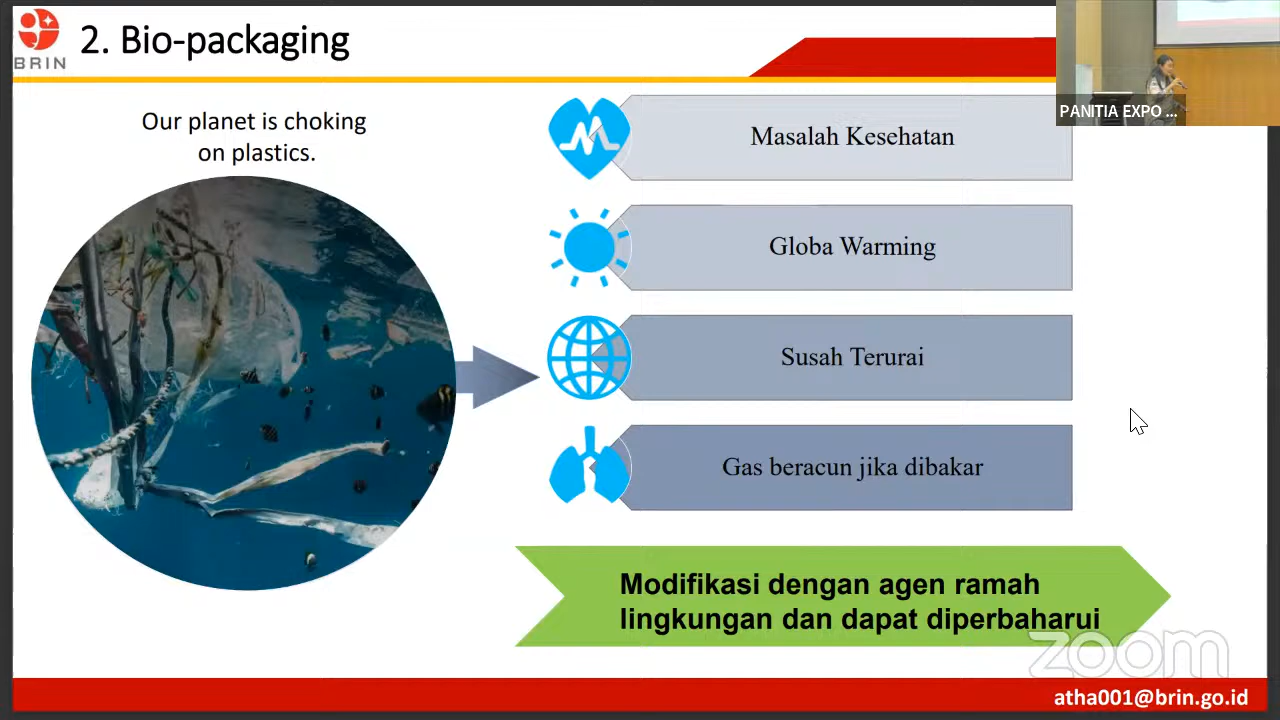 BRIN
2. Bio-packaging
PANITIA EXPO ...
Our planet is choking
on plastics.
Masalah Kesehatan
Globa Warming
Susah Terurai
Gas beracun jika dibakar
Modifikasi dengan agen ramah
lingkungan dan dapat diperbaharui
zoom
atha001@brin.go.id